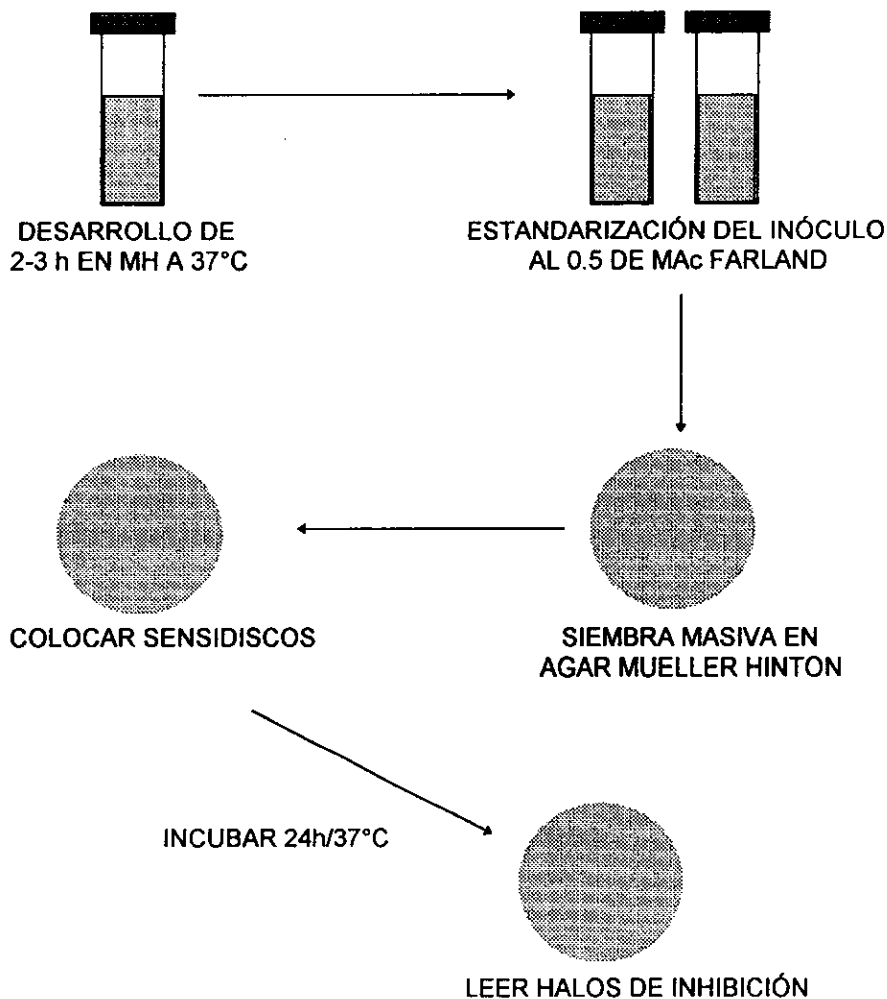 DESARROLLO DE
2-3 h EN MH A 37°C
ESTANDARIZACIÓN DEL INÓCULO
AL 0.5 DE MAc FARLAND
SIEMBRA MASIVA EN
AGAR MUELLER HINTON
COLOCAR SENSIDISCOS
INCUBAR 24h/37°C
LEER HALOS DE INHIBICIÓN